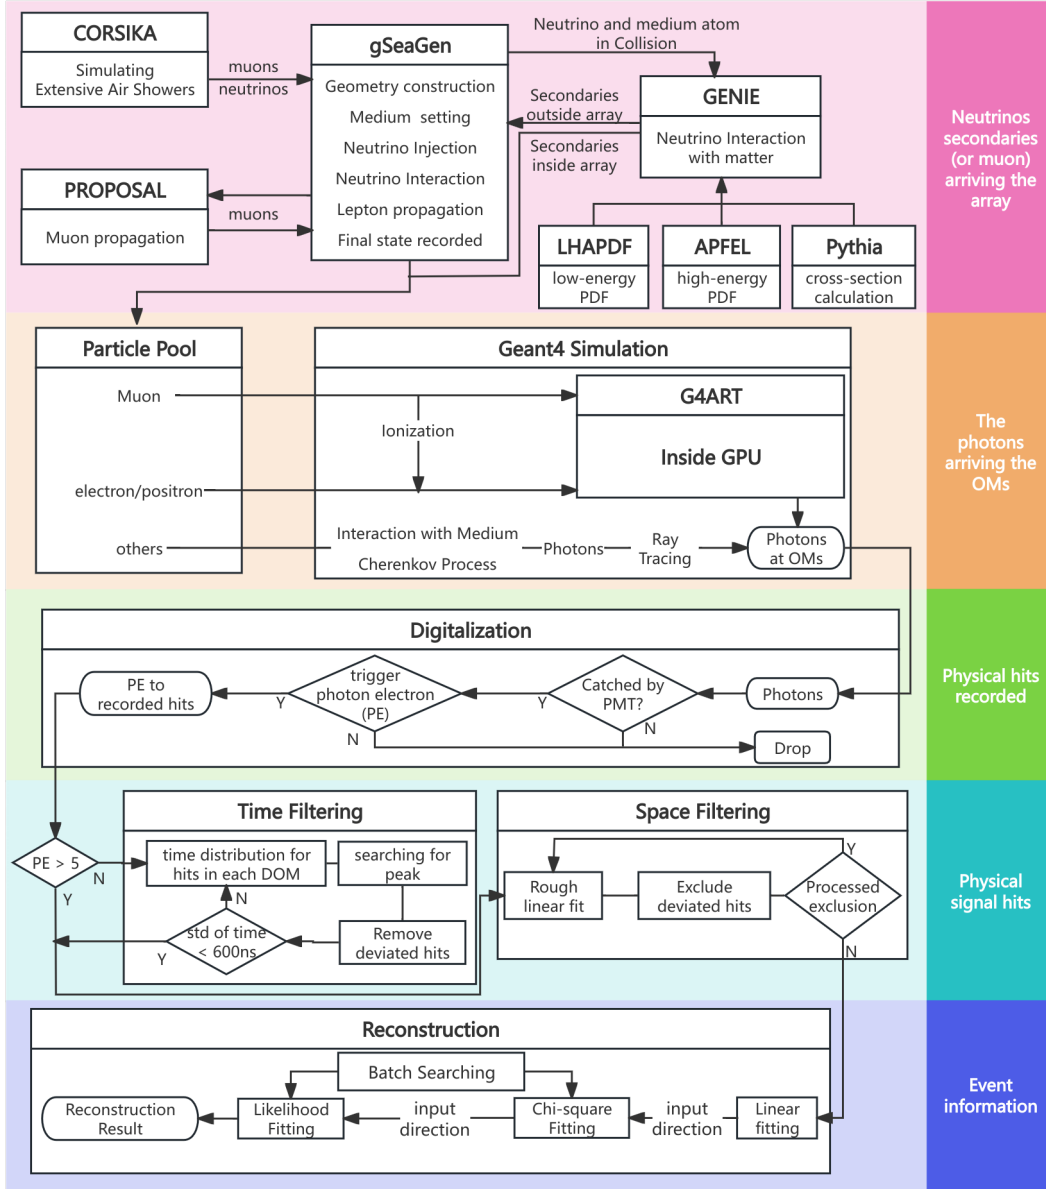 CORSIKA
Simulating
Extensive Air Showers
muons
neutrinos
gSeaGen
Geometry construction
Medium setting
Neutrino Injection
Neutrino Interaction
Lepton propagation
Final state recorded
Neutrino and medium atom
in Collision
GENIE
Neutrino Interaction
with matter
Secondaries
outside array
Secondaries
inside array
PROPOSAL
Muon propagation
muons
LHAPDF
low-energy
PDF
APFEL
high-energy
PDF
Pythia
cross-section
calculation
Neutrinos
secondaries
(or muon)
arriving the
array
Particle Pool
Muon
electron/positron
others
Geant4 Simulation
Ionization
G4ART
Inside GPU
Interaction with Medium
Cherenkov Process
Photons
Ray
Tracing
Photons
at OMs
The
photons
arriving the
OMs
Digitalization
PE to
recorded hits
Y
trigger
photon electron
(PE)
N
Y
Catched by
PMT?
N
Photons
Drop
Physical hits
recorded
PE > 5
N
Y
Time Filtering
time distribution for
hits in each DOM
searching for
peak
N
std of time
< 600ns
Y
Remove
deviated hits
Space Filtering
Y
Rough
linear fit
Exclude
deviated hits
Processed
exclusion
N
Physical
signal hits
Reconstruction
Batch Searching
Reconstruction
Result
Likelihood
Fitting
input
direction
Chi-square
Fitting
input
direction
Linear
fitting
Event
information